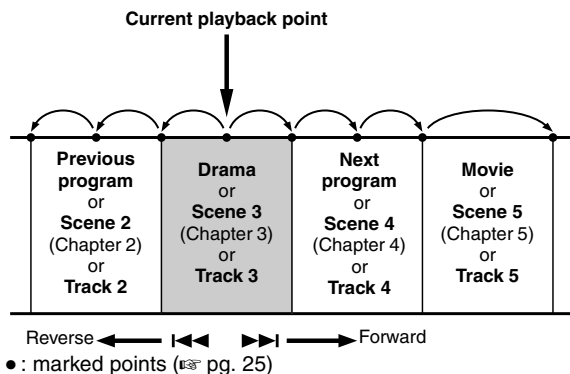 Current playback point
Previous
program
or
Scene 2
(Chapter 2)
or
Track 2
Drama
or
Scene 3
(Chapter 3)
or
Track 3
Next
program
or
Scene 4
(Chapter 4)
or
Track 4
Movie
or
Scene 5
(Chapter 5)
or
Track 5
Reverse
Forward
● : marked points (☞ pg. 25)